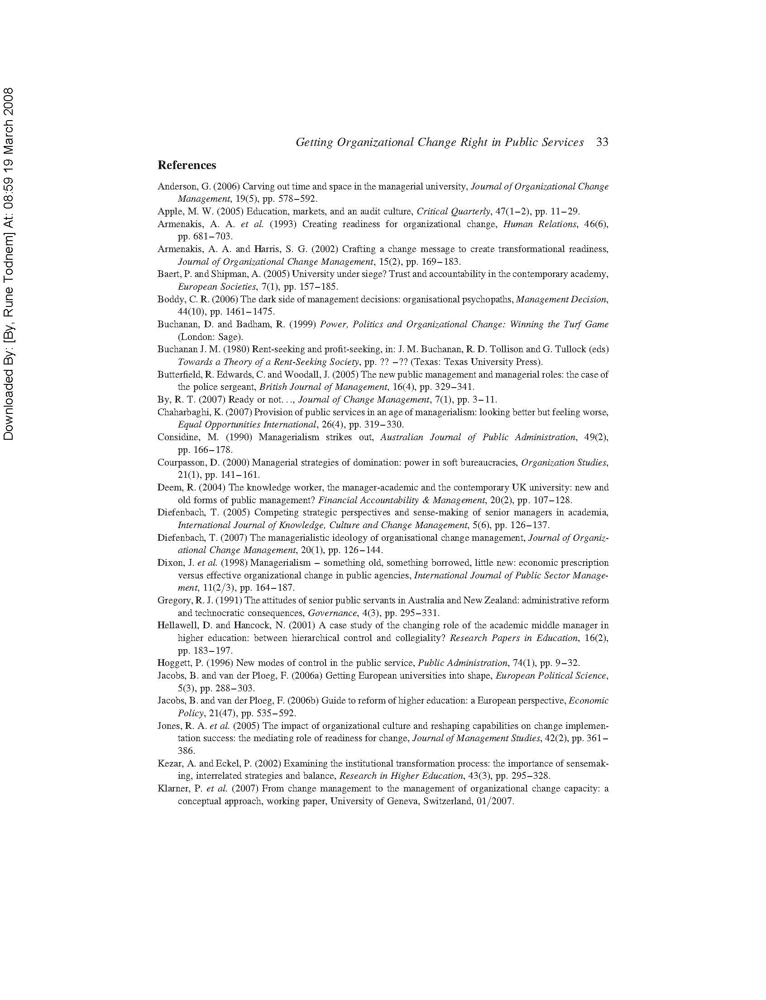 Downloaded By: [By, Rune Todnem] At: 08:59 19 March 2008
Getting Organizational Change Right in Public Services 33
References
Anderson, G. (2006) Carving out time and space in the managerial university, Journal of Organizational Change
Management, 19(5), pp. 578–592.
Apple, M. W. (2005) Education, markets, and an audit culture, Critical Quarterly, 47(1–2), pp. 11–29.
Armenakis, A. A. et al. (1993) Creating readiness for organizational change, Human Relations, 46(6),
pp. 681–703.
Armenakis, A. A. and Harris, S. G. (2002) Crafting a change message to create transformational readiness,
Journal of Organizational Change Management, 15(2), pp. 169–183.
Baert, P. and Shipman, A. (2005) University under siege? Trust and accountability in the contemporary academy,
European Societies, 7(1), pp. 157–185.
Boddy, C. R. (2006) The dark side of management decisions: organisational psychopaths, Management Decision,
44(10), pp. 1461–1475.
Buchanan, D. and Badham, R. (1999) Power, Politics and Organizational Change: Winning the Turf Game
(London: Sage).
Buchanan J. M. (1980) Rent-seeking and profit-seeking, in: J. M. Buchanan, R. D. Tollison and G. Tullock (eds)
Towards a Theory of a Rent-Seeking Society, pp. ?? –?? (Texas: Texas University Press).
Butterfield, R. Edwards, C. and Woodall, J. (2005) The new public management and managerial roles: the case of
the police sergeant, British Journal of Management, 16(4), pp. 329–341.
By, R. T. (2007) Ready or not. . ., Journal of Change Management, 7(1), pp. 3–11.
Chaharbaghi, K. (2007) Provision of public services in an age of managerialism: looking better but feeling worse,
Equal Opportunities International, 26(4), pp. 319–330.
Considine, M. (1990) Managerialism strikes out, Australian Journal of Public Administration, 49(2),
pp. 166–178.
Courpasson, D. (2000) Managerial strategies of domination: power in soft bureaucracies, Organization Studies,
21(1), pp. 141–161.
Deem, R. (2004) The knowledge worker, the manager-academic and the contemporary UK university: new and
old forms of public management? Financial Accountability & Management, 20(2), pp. 107–128.
Diefenbach, T. (2005) Competing strategic perspectives and sense-making of senior managers in academia,
International Journal of Knowledge, Culture and Change Management, 5(6), pp. 126–137.
Diefenbach, T. (2007) The managerialistic ideology of organisational change management, Journal of Organiz-
ational Change Management, 20(1), pp. 126–144.
Dixon, J. et al. (1998) Managerialism – something old, something borrowed, little new: economic prescription
versus effective organizational change in public agencies, International Journal of Public Sector Manage-
ment, 11(2/3), pp. 164–187.
Gregory, R. J. (1991) The attitudes of senior public servants in Australia and New Zealand: administrative reform
and technocratic consequences, Governance, 4(3), pp. 295–331.
Hellawell, D. and Hancock, N. (2001) A case study of the changing role of the academic middle manager in
higher education: between hierarchical control and collegiality? Research Papers in Education, 16(2),
pp. 183–197.
Hoggett, P. (1996) New modes of control in the public service, Public Administration, 74(1), pp. 9–32.
Jacobs, B. and van der Ploeg, F. (2006a) Getting European universities into shape, European Political Science,
5(3), pp. 288–303.
Jacobs, B. and van der Ploeg, F. (2006b) Guide to reform of higher education: a European perspective, Economic
Policy, 21(47), pp. 535–592.
Jones, R. A. et al. (2005) The impact of organizational culture and reshaping capabilities on change implemen-
tation success: the mediating role of readiness for change, Journal of Management Studies, 42(2), pp. 361–
386.
Kezar, A. and Eckel, P. (2002) Examining the institutional transformation process: the importance of sensemak-
ing, interrelated strategies and balance, Research in Higher Education, 43(3), pp. 295–328.
Klarner, P. et al. (2007) From change management to the management of organizational change capacity: a
conceptual approach, working paper, University of Geneva, Switzerland, 01/2007.